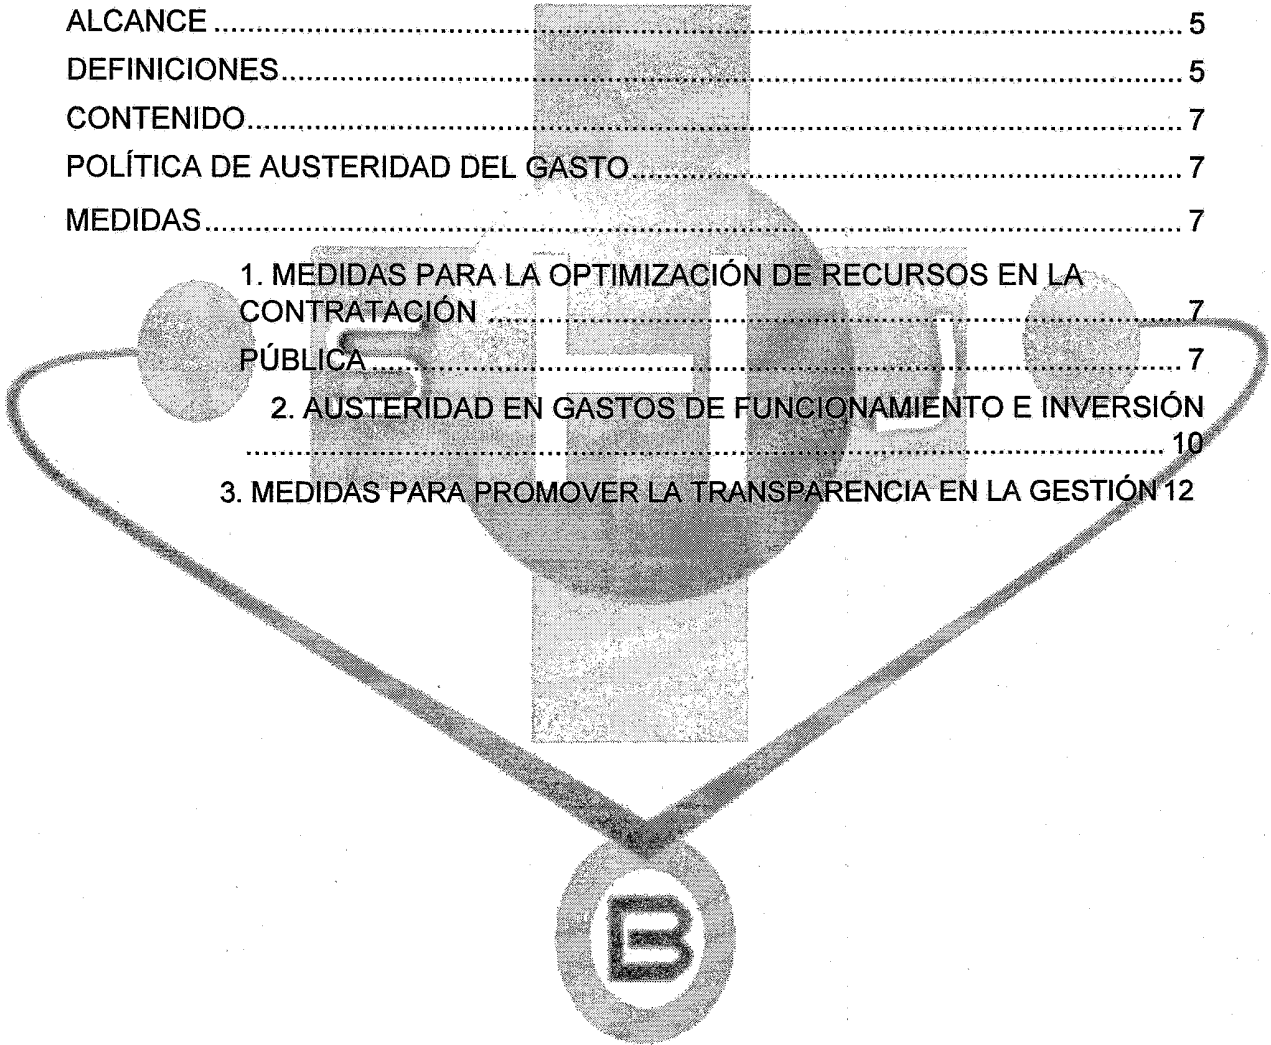 ALCANCE ........................ 5
DEFINICIONES ........................ 5
CONTENIDO ........................ 7
POLÍTICA DE AUSTERIDAD DEL GASTO ........................ 7
MEDIDAS ........................ 7
1. MEDIDAS PARA LA OPTIMIZACIÓN DE RECURSOS EN LA
CONTRATACIÓN ........................ 7
PÚBLICA ........................ 7
2. AUSTERIDAD EN GASTOS DE FUNCIONAMIENTO E INVERSIÓN
........................ 10
3. MEDIDAS PARA PROMOVER LA TRANSPARENCIA EN LA GESTIÓN 12
S H J
B